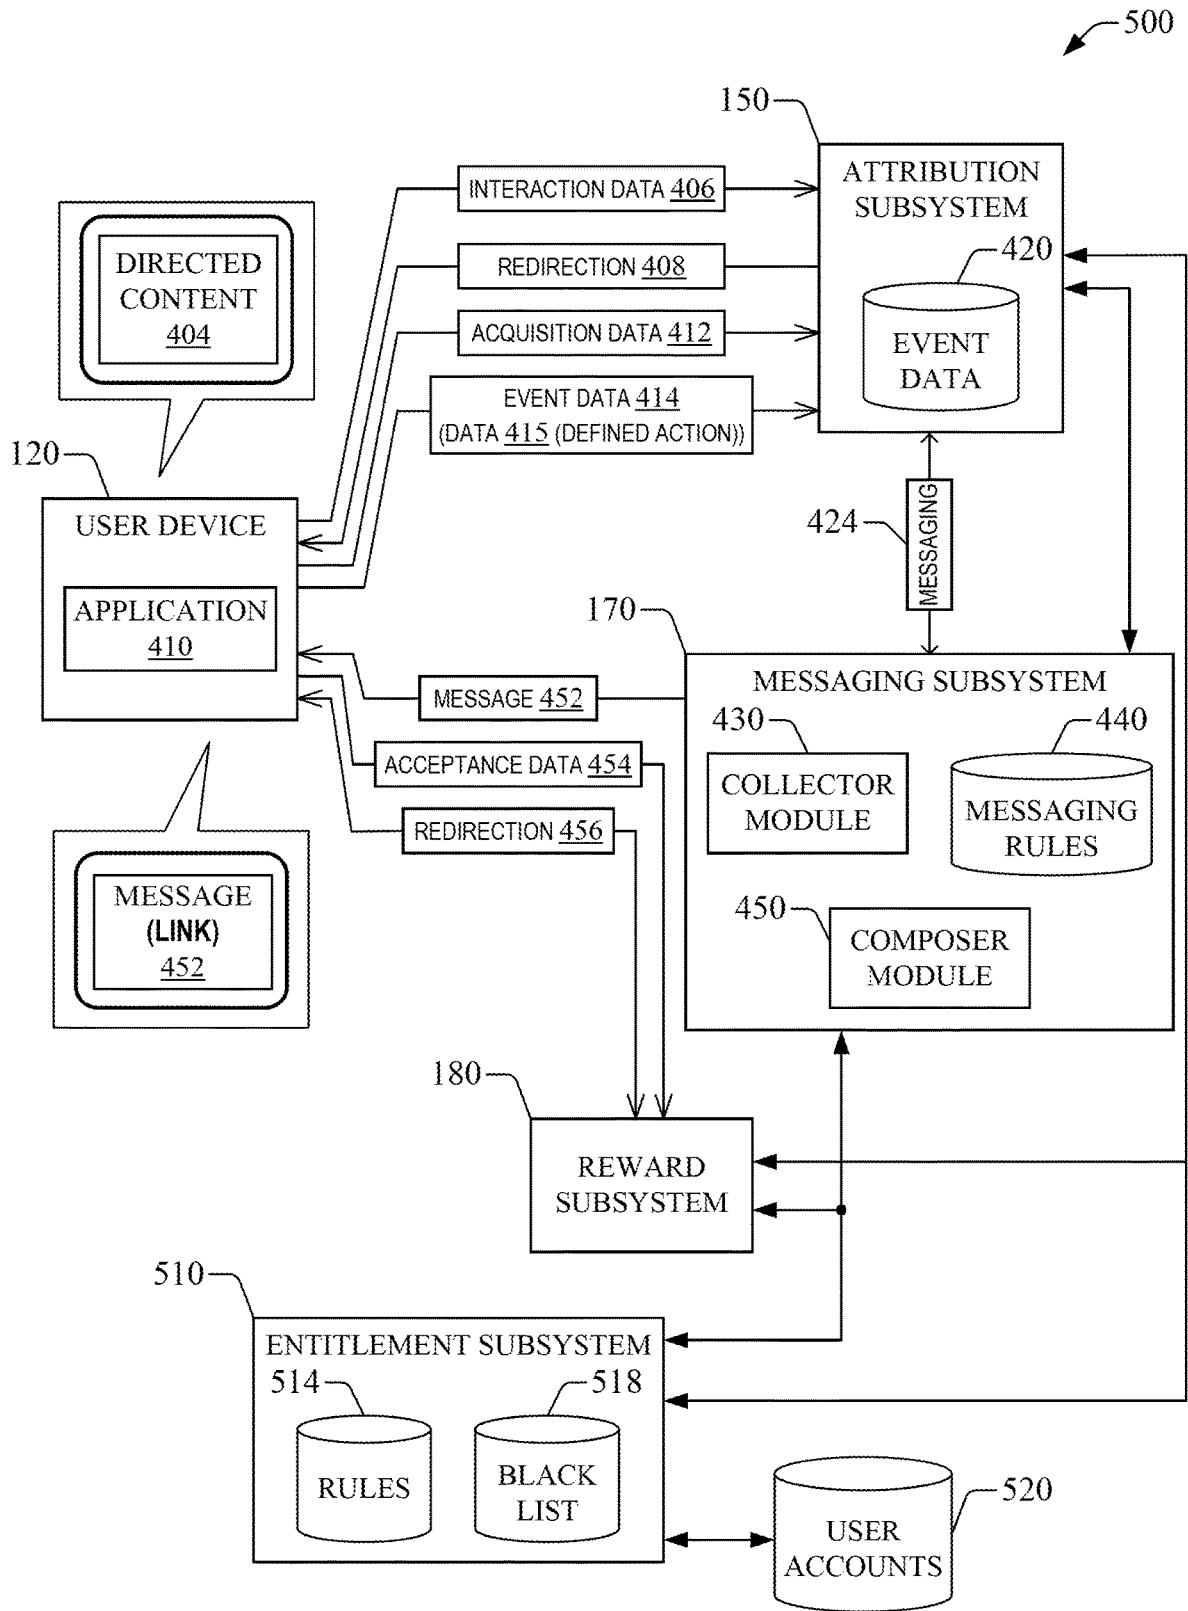 500
150
ATTRIBUTION
SUBSYSTEM
420
EVENT
DATA
INTERACTION DATA 406
REDIRECTION 408
ACQUISITION DATA 412
EVENT DATA 414
(DATA 415 (DEFINED ACTION))
DIRECTED
CONTENT
404
120
USER DEVICE
APPLICATION
410
424
MESSAGING
170
MESSAGING SUBSYSTEM
430
COLLECTOR
MODULE
440
MESSAGING
RULES
450
COMPOSER
MODULE
MESSAGE 452
ACCEPTANCE DATA 454
REDIRECTION 456
MESSAGE
(LINK)
452
180
REWARD
SUBSYSTEM
510
ENTITLEMENT SUBSYSTEM
514
RULES
518
BLACK
LIST
520
USER
ACCOUNTS